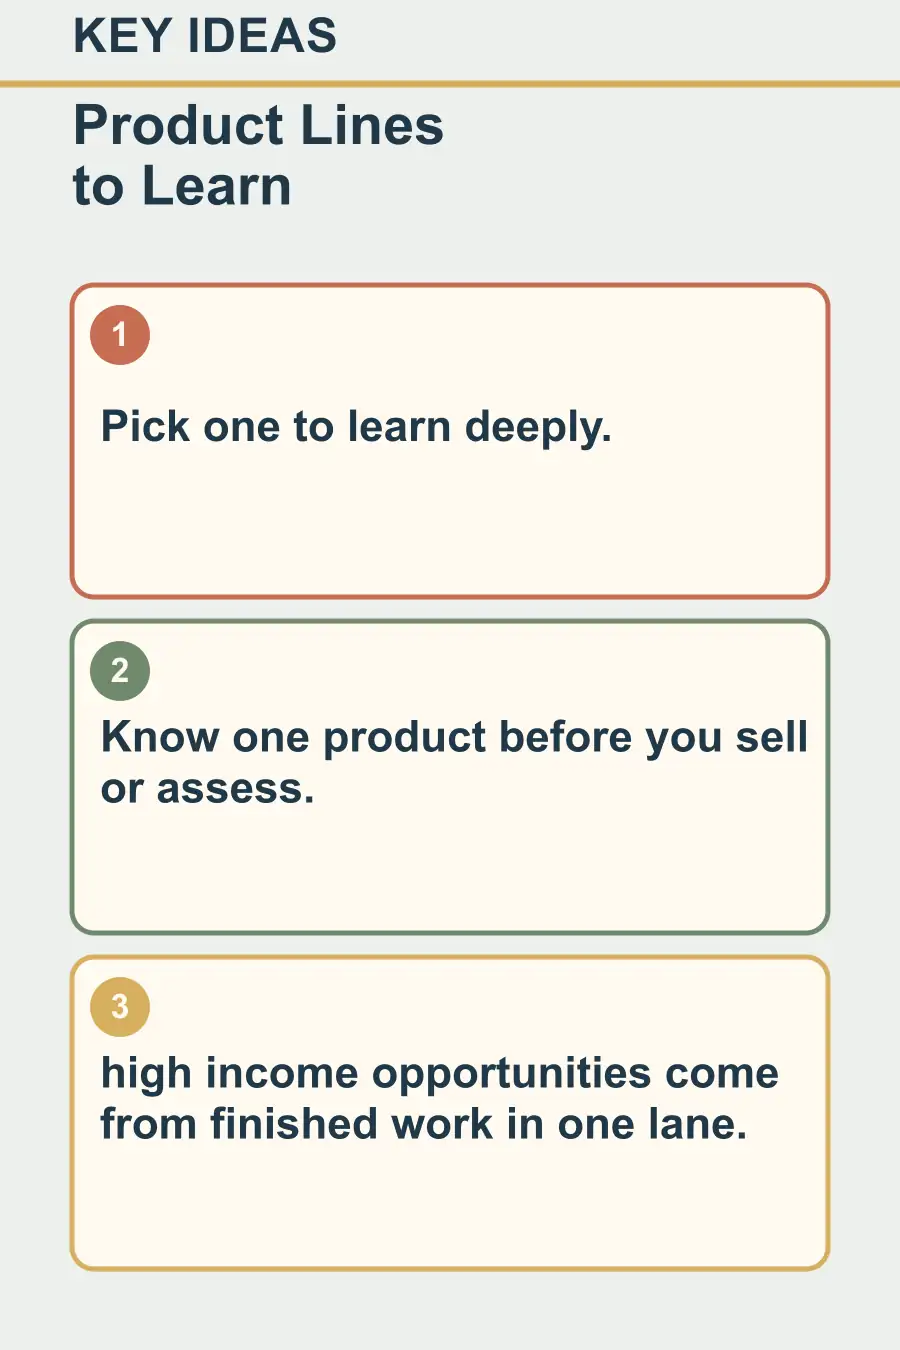 KEY IDEAS
Product Lines
to Learn
1
Pick one to learn deeply.
2
Know one product before you sell
or assess.
3
high income opportunities come
from finished work in one lane.